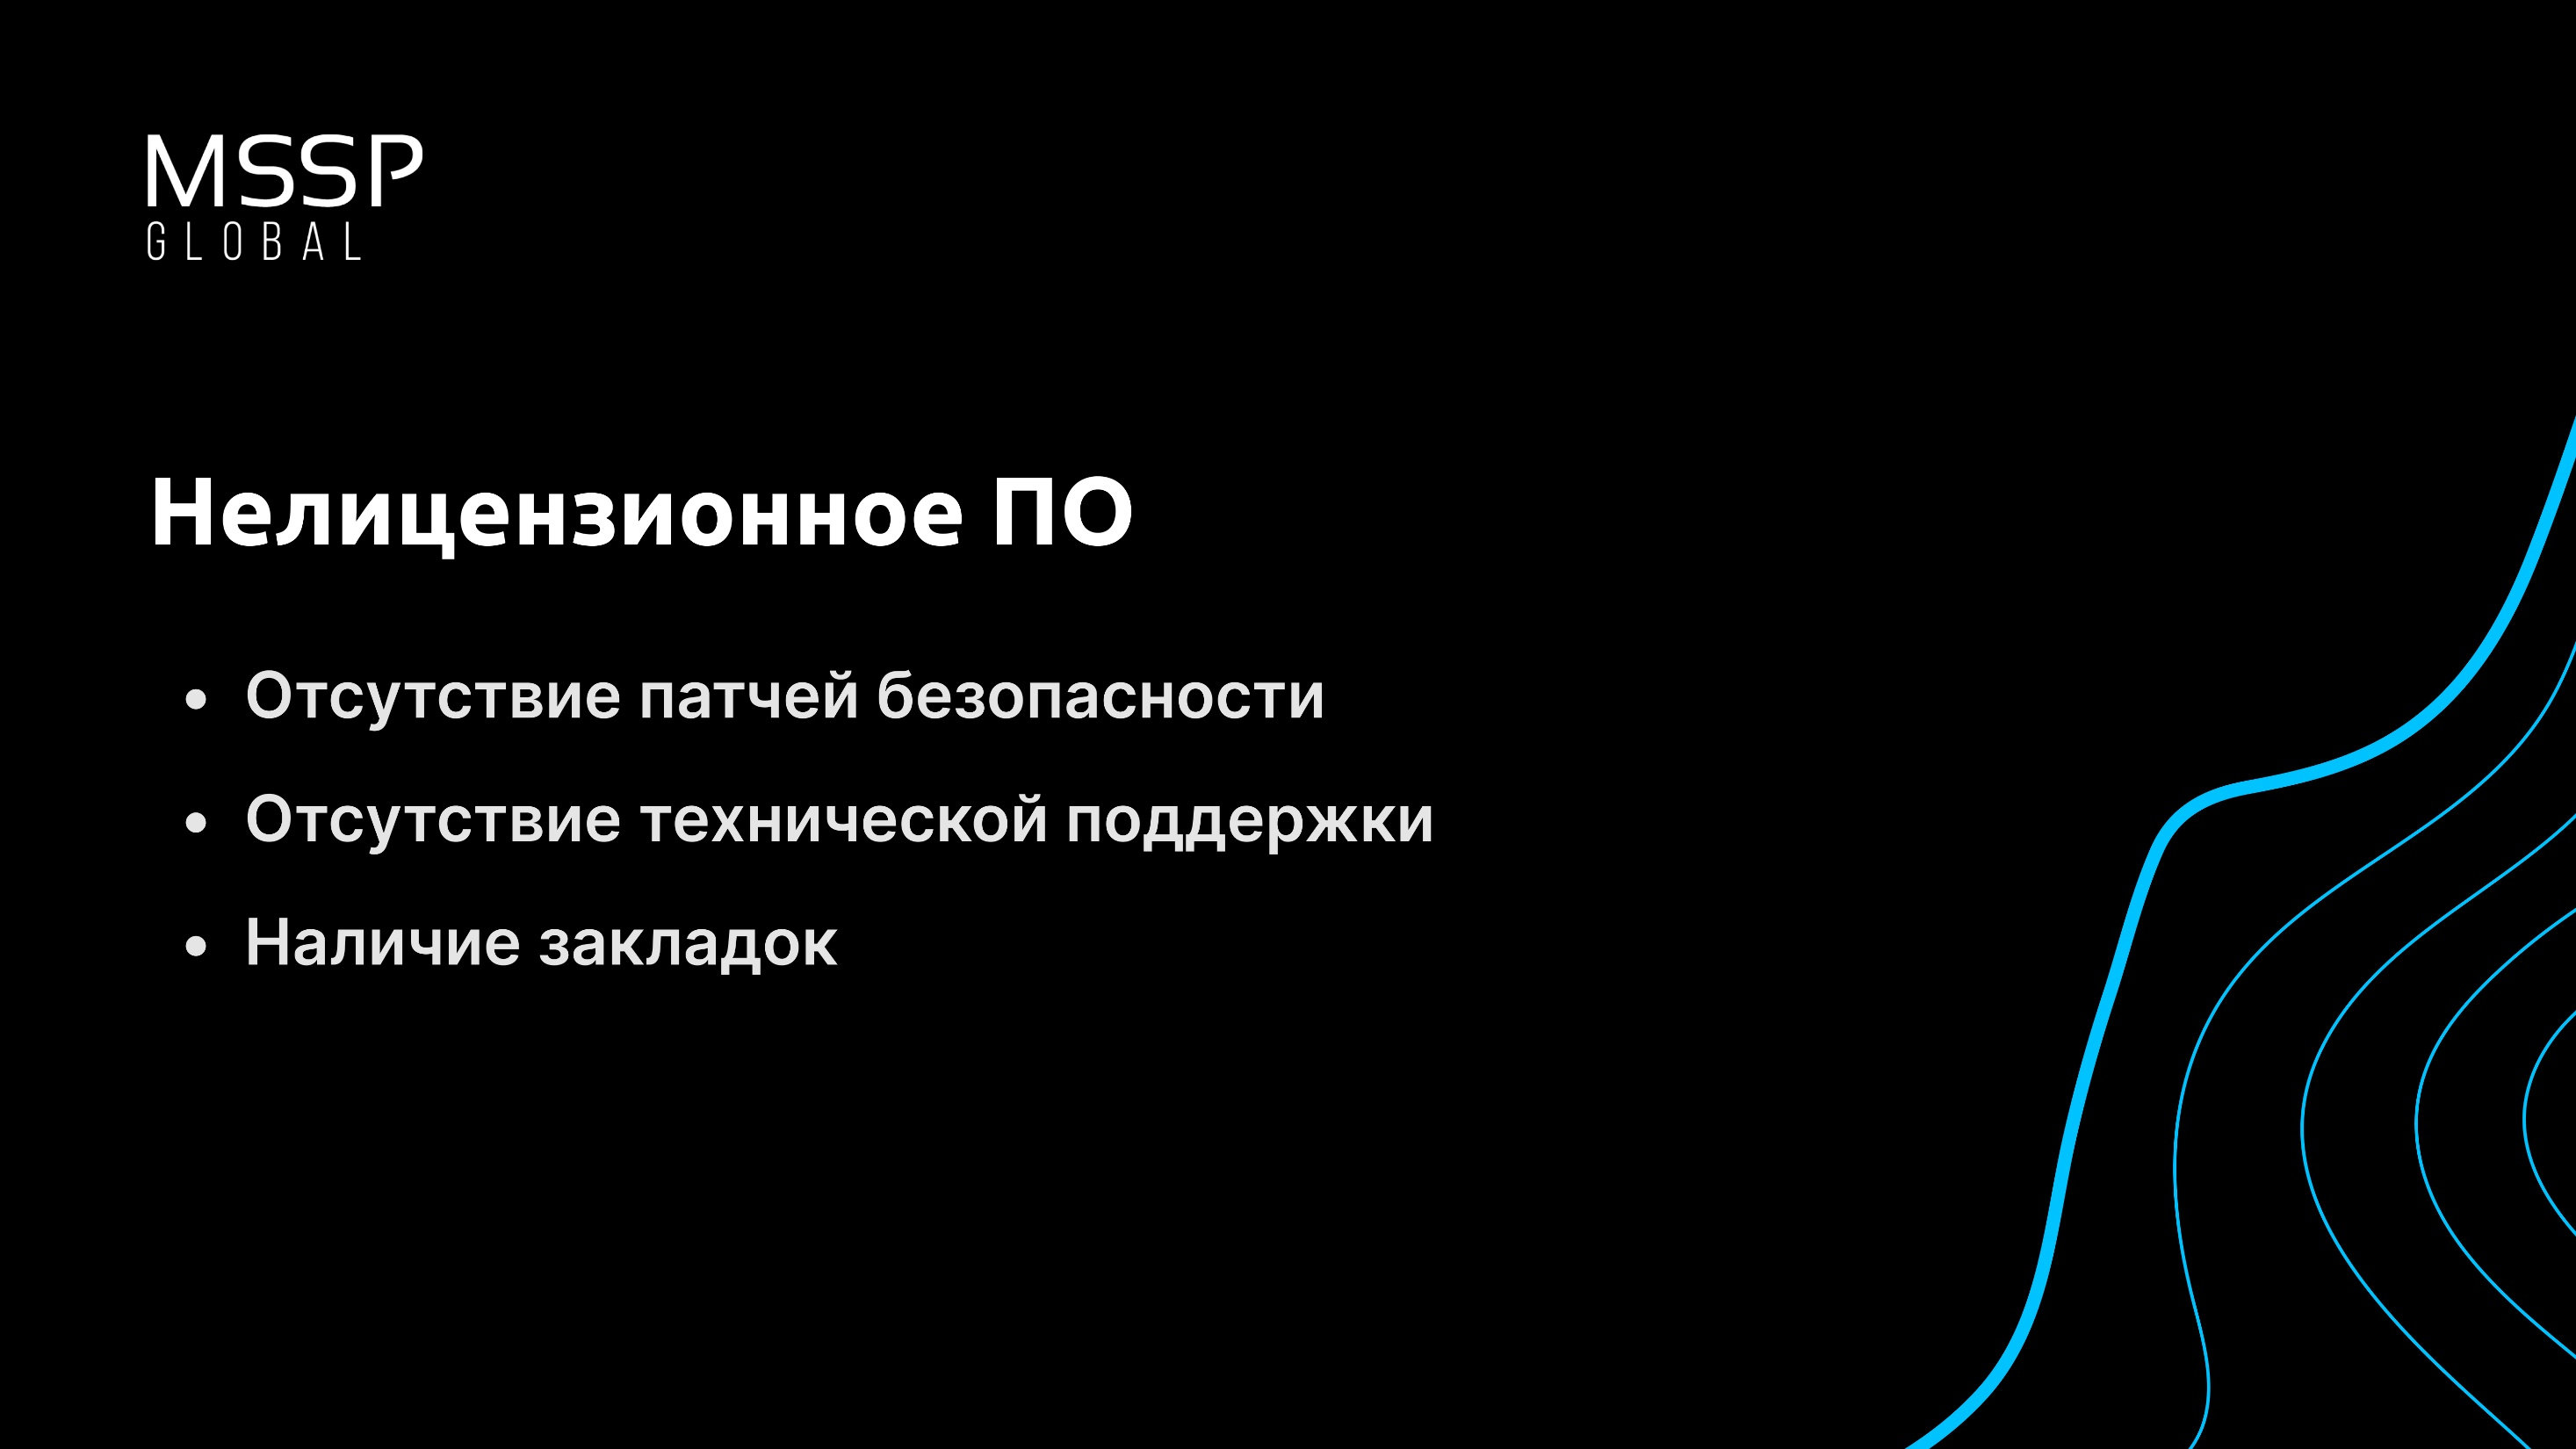 MSSP
GLOBAL
Нелицензионное ПО
• Отсутствие патчей безопасности
• Отсутствие технической поддержки
• Наличие закладок